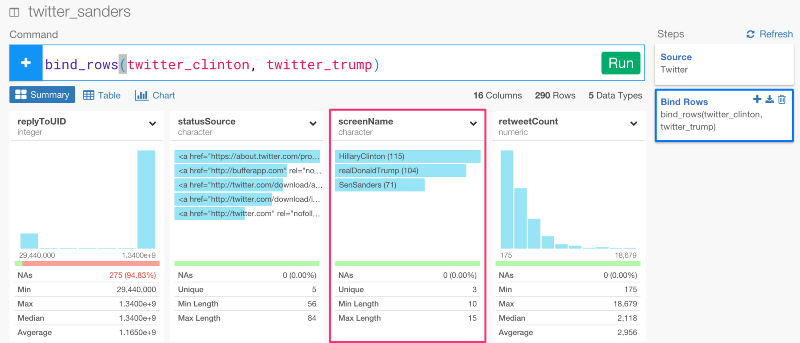 twitter_sanders
Command
Steps
Refresh
+
bind_rows(twitter_clinton, twitter_trump)
Run
Source
Twitter
Summary
Table
Chart
16 Columns 290 Rows 5 Data Types
Bind Rows
bind_rows(twitter_clinton,
twitter_trump)
replyToUID
integer
29,440,000 1.3400e+9
NAs 275 (94.83%)
Min 29,440,000
Max 1.3400e+9
Median 1.3400e+9
Avgerage 1.1650e+9
statusSource
character
<a href="https://about.twitter.com/pro...
<a href="http://bufferapp.com" rel="no...
<a href="http://twitter.com/download/a...
<a href="http://twitter.com/download/i...
<a href="http://twitter.com" rel="nofoll...
NAs 0 (0.00%)
Unique 5
Min Length 56
Max Length 84
screenName
character
HillaryClinton (115)
realDonaldTrump (104)
SenSanders (71)
NAs 0 (0.00%)
Unique 3
Min Length 10
Max Length 15
retweetCount
numeric
175 18,679
NAs 0 (0.00%)
Min 175
Max 18,679
Median 2,118
Avgerage 2,956